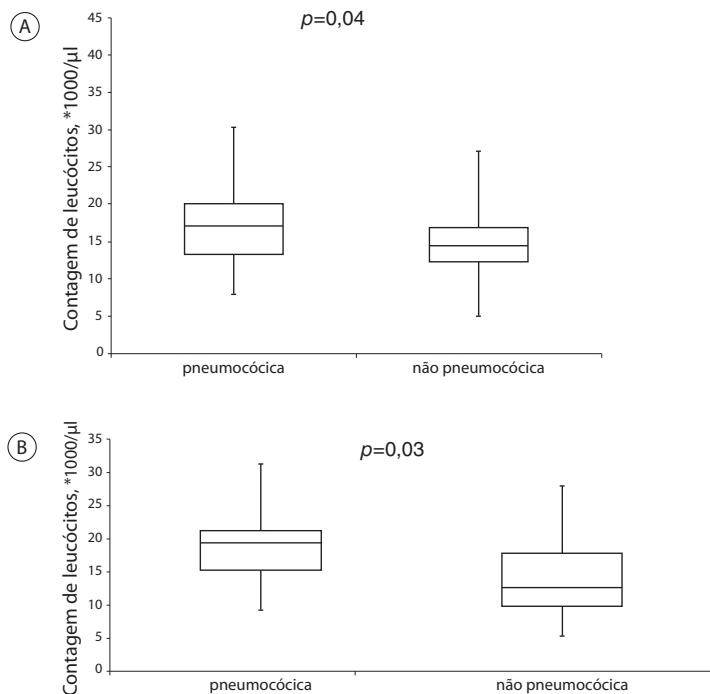 A
p=0,04
Contagem de leucócitos, *1000/µl
45
40
35
30
25
20
15
10
5
0
pneumocócica
não pneumocócica
B
p=0,03
Contagem de leucócitos, *1000/µl
35
30
25
20
15
10
5
0
pneumocócica
não pneumocócica